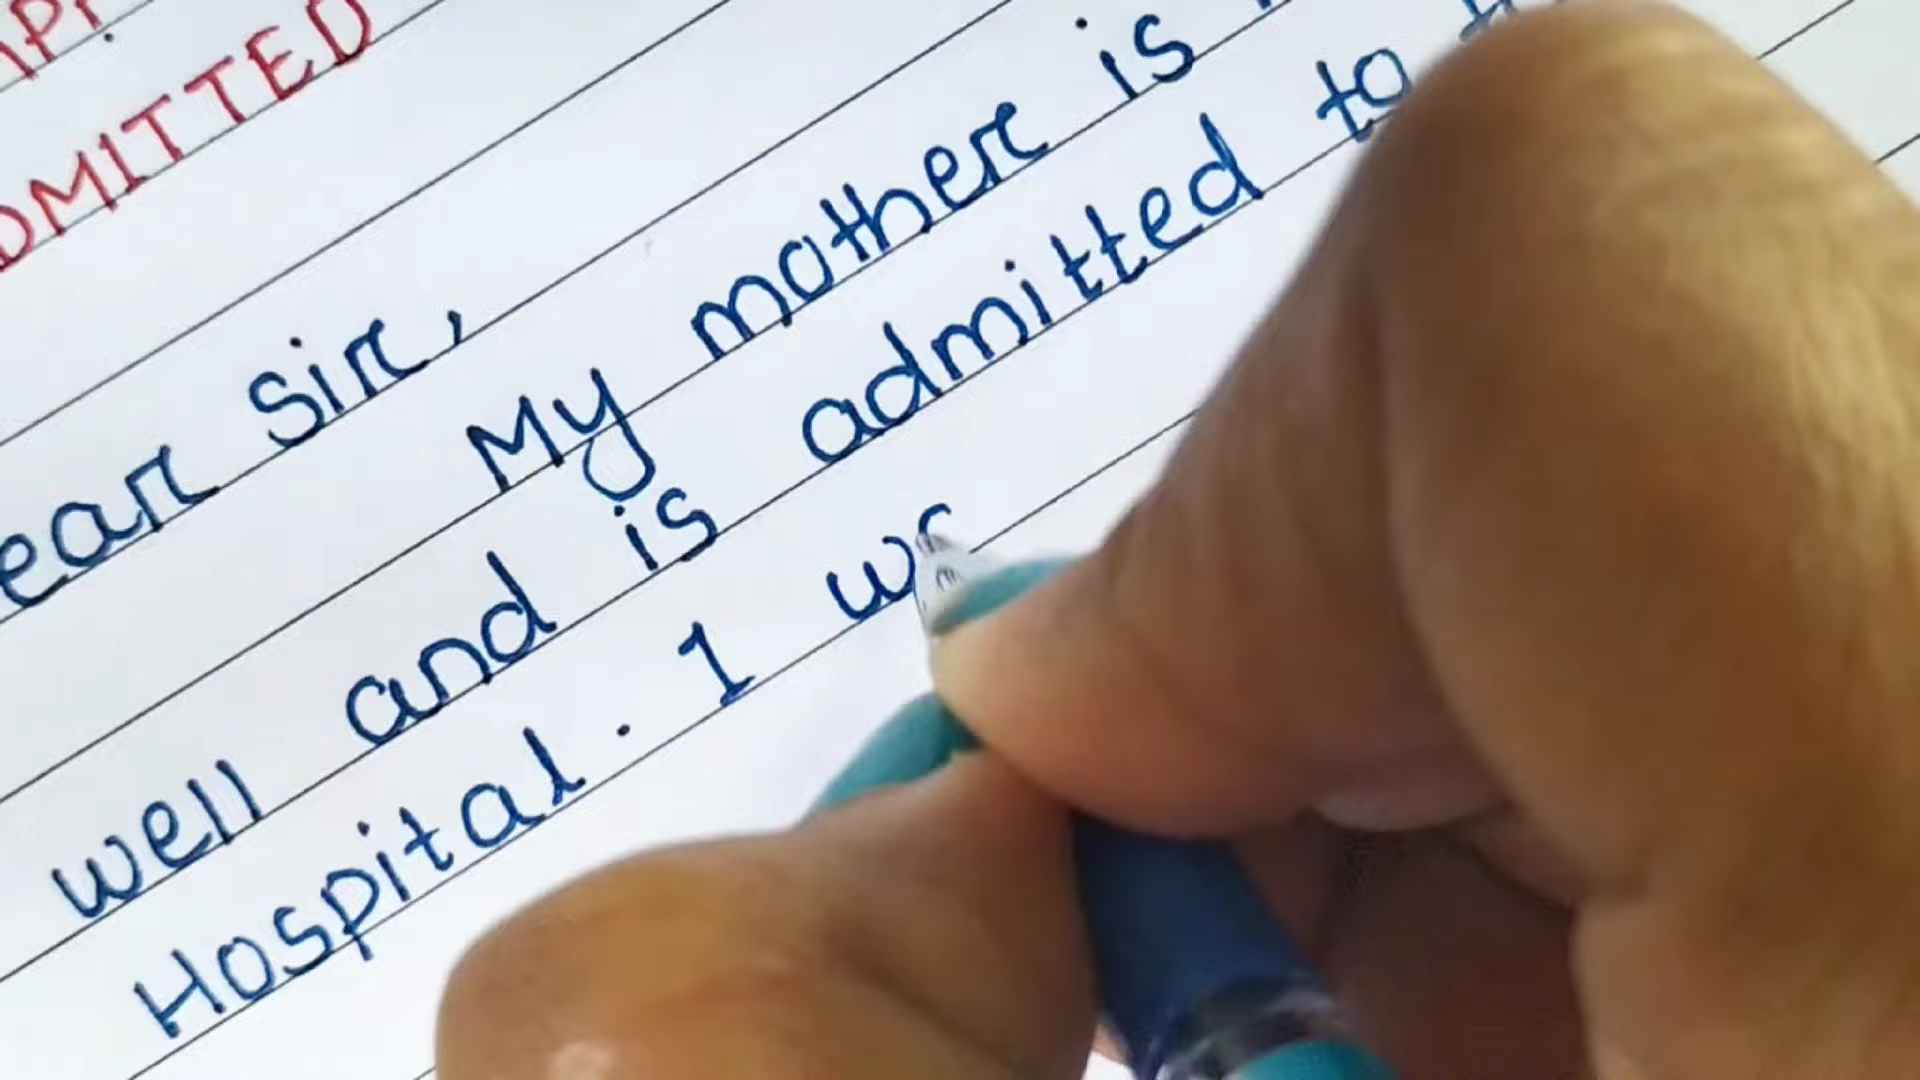 DMITTED
ear Sir,
My mother is
well and is admitted to
Hospital. I